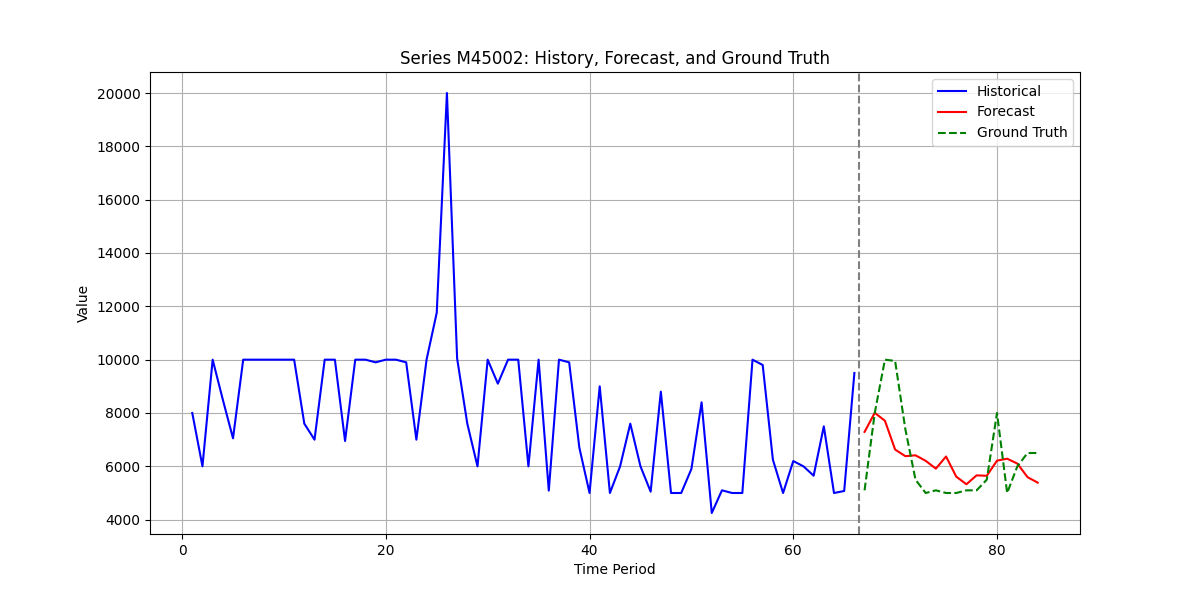 Series M45002: History, Forecast, and Ground Truth
Historical
Forecast
Ground Truth
Value
20000
18000
16000
14000
12000
10000
8000
6000
4000
0
20
40
60
80
Time Period